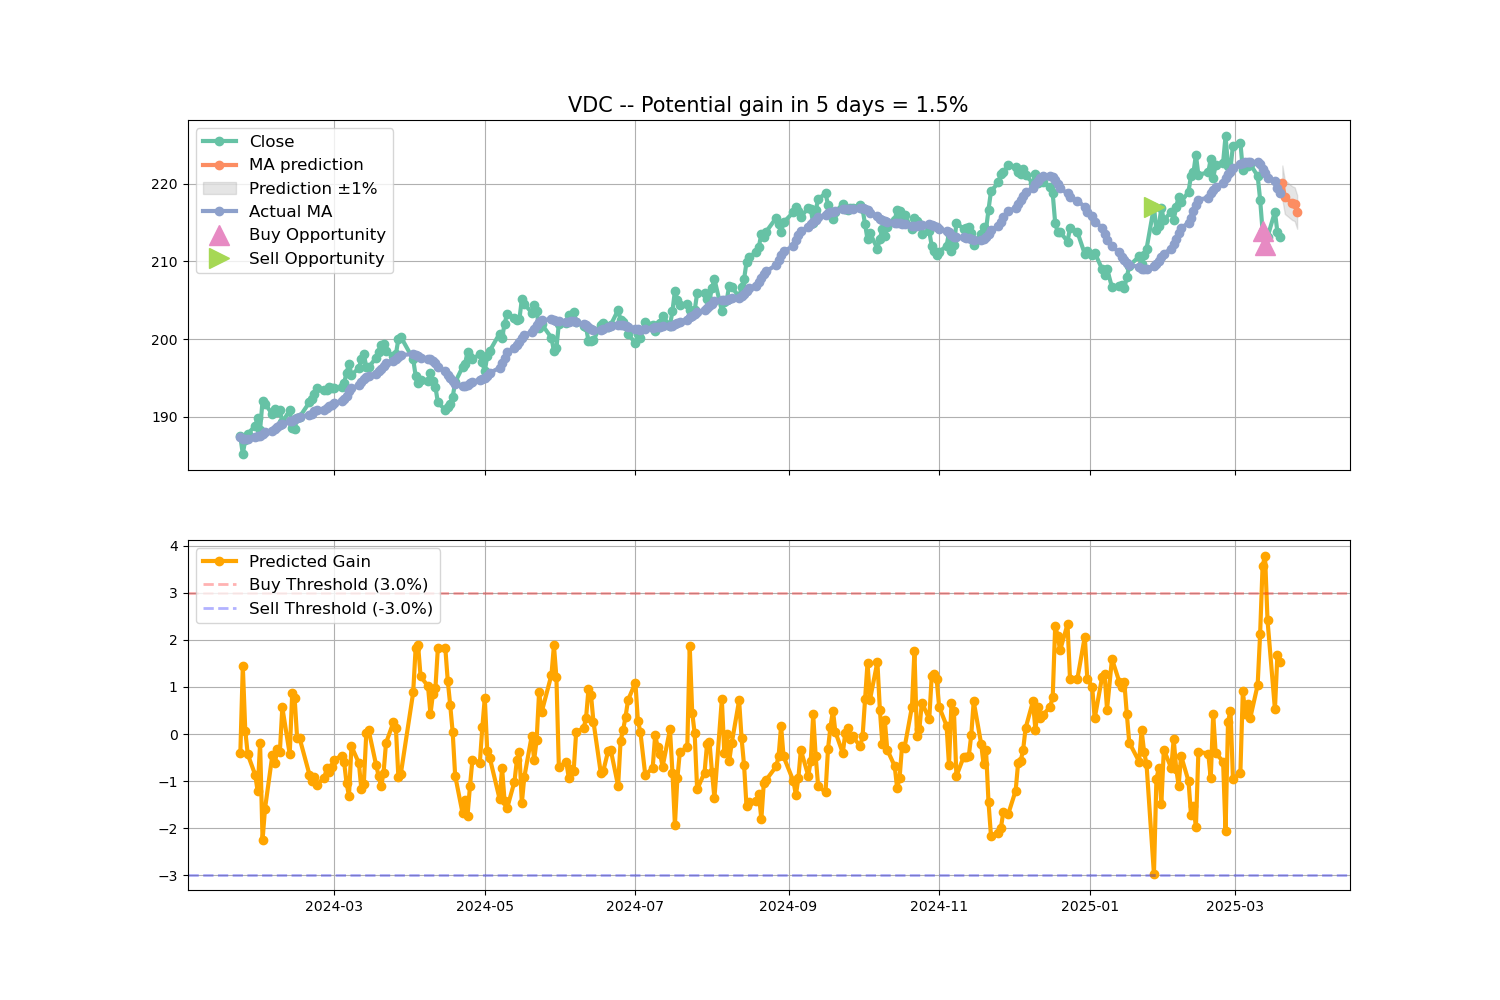 VDC -- Potential gain in 5 days = 1.5%
Close
MA prediction
Prediction ±1%
Actual MA
Buy Opportunity
Sell Opportunity
220
210
200
190
4
3
2
1
0
−1
−2
−3
Predicted Gain
Buy Threshold (3.0%)
Sell Threshold (-3.0%)
2024-03 2024-05 2024-07 2024-09 2024-11 2025-01 2025-03